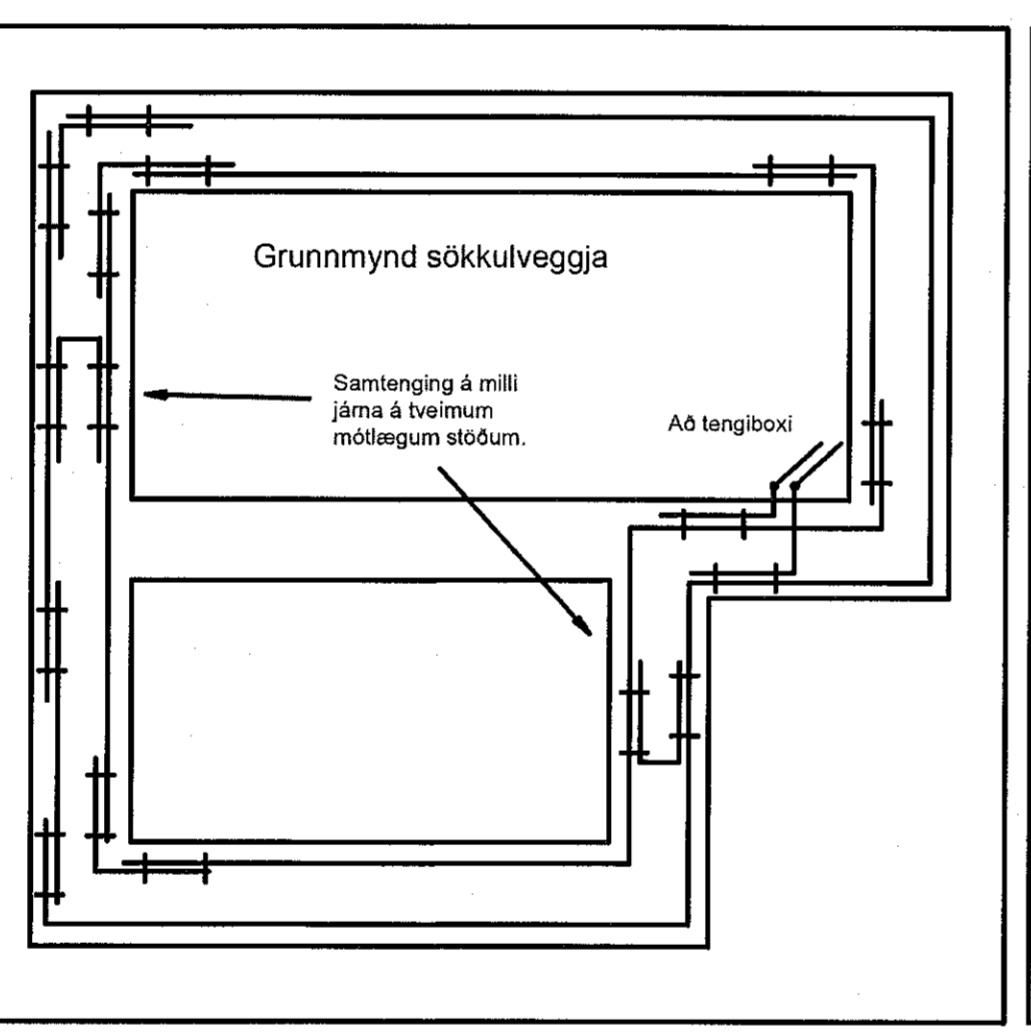 Grunnmynd sökkulveggja
Samtenging á milli
járna á tveimum
mótlægum stöðum.
Að tengiboxi